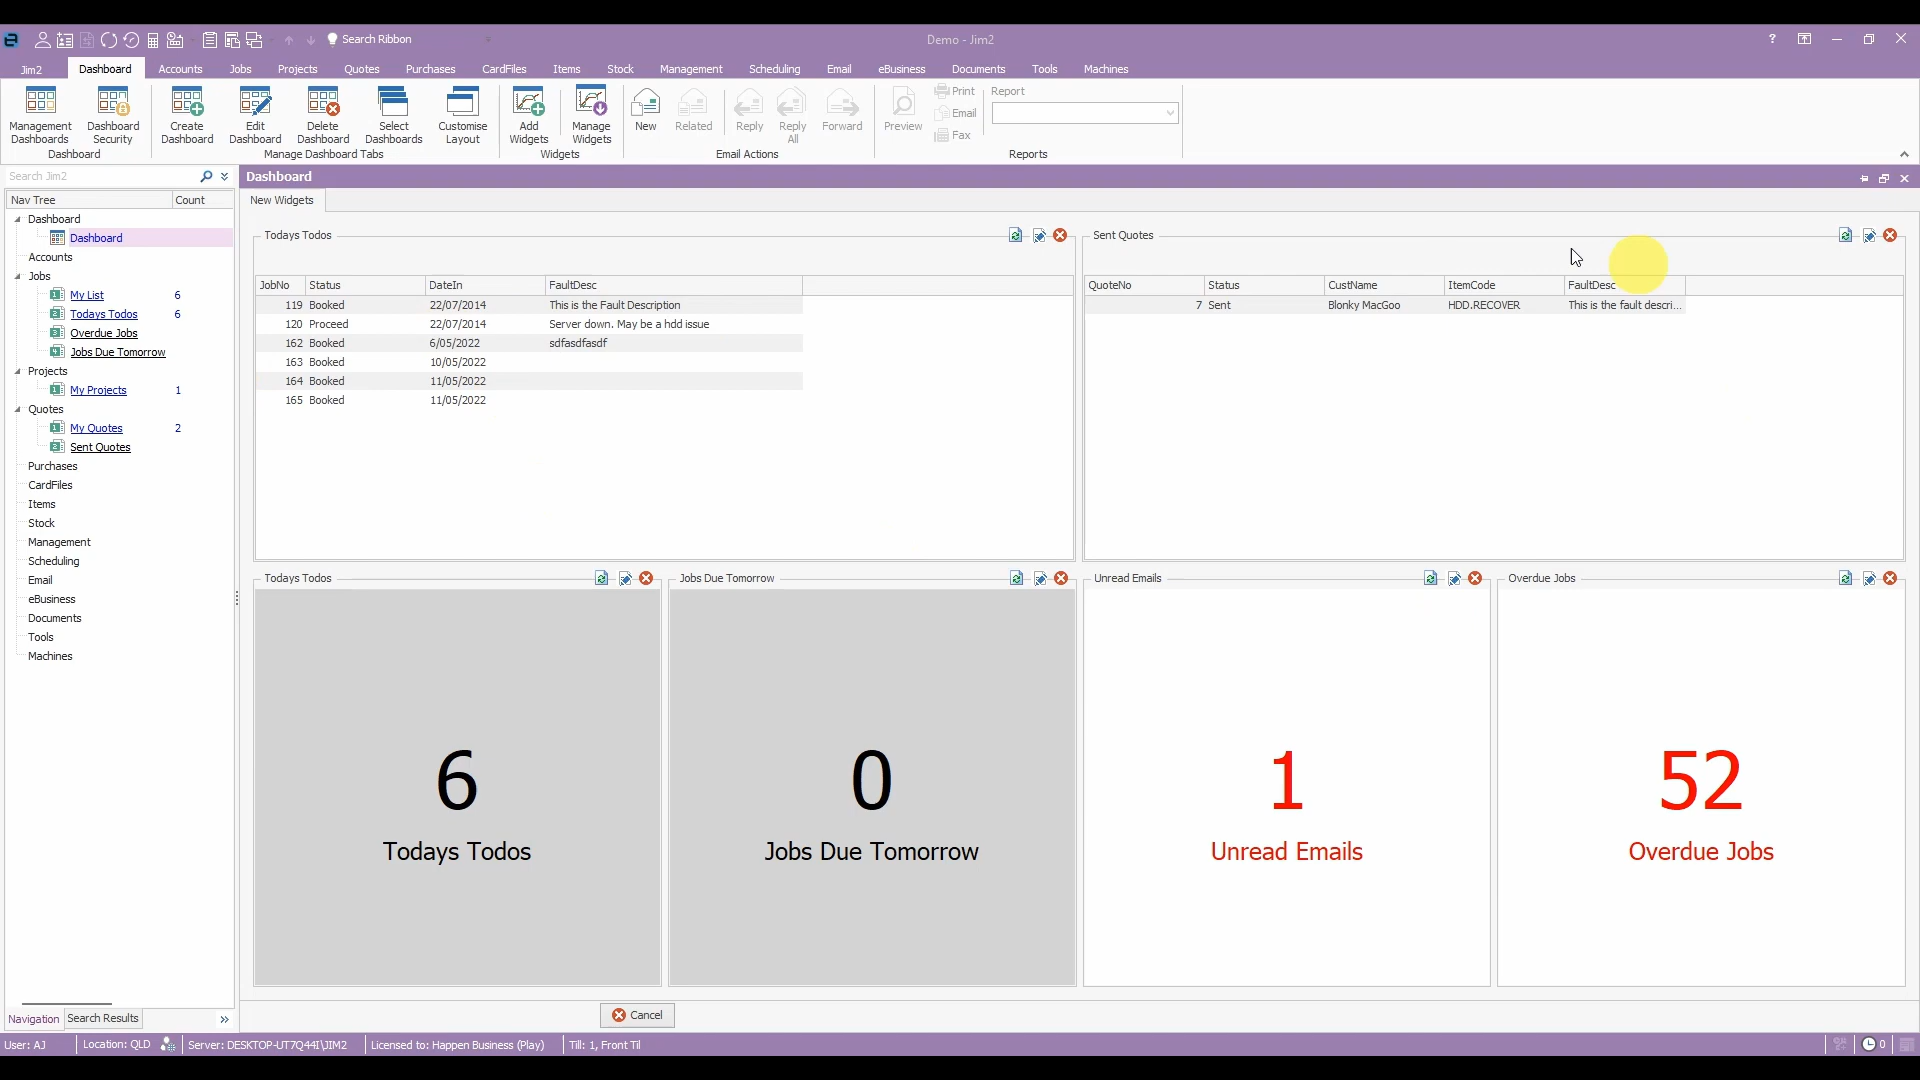 Search Ribbon
Demo - Jim2
?
Jim2 Dashboard Accounts Jobs Projects Quotes Purchases CardFiles Items Stock Management Scheduling Email eBusiness Documents Tools Machines
Management Dashboards
Dashboard Security
Create Dashboard
Edit Dashboard
Delete Dashboard
Select Dashboards
Customise Layout
Add Widgets
Manage Widgets
New
Related
Reply
Reply All
Forward
Preview
Print
Email
Fax
Report
Dashboard
Manage Dashboard Tabs
Widgets
Email Actions
Reports
Search Jim2
Nav Tree Count
Dashboard
Dashboard
Accounts
Jobs
My List 6
Todays Todos 6
Overdue Jobs
Jobs Due Tomorrow
Projects
My Projects 1
Quotes
My Quotes 2
Sent Quotes
Purchases
CardFiles
Items
Stock
Management
Scheduling
Email
eBusiness
Documents
Tools
Machines
Navigation Search Results
Dashboard
New Widgets
Todays Todos
JobNo Status DateIn FaultDesc
119 Booked 22/07/2014 This is the Fault Description
120 Proceed 22/07/2014 Server down. May be a hdd issue
162 Booked 6/05/2022 sdfasdfasdf
163 Booked 10/05/2022
164 Booked 11/05/2022
165 Booked 11/05/2022
Sent Quotes
QuoteNo Status CustName ItemCode FaultDesc
7 Sent Blonky MacGoo HDD.RECOVER This is the fault descri...
Todays Todos
6
Todays Todos
Jobs Due Tomorrow
0
Jobs Due Tomorrow
Unread Emails
1
Unread Emails
Overdue Jobs
52
Overdue Jobs
Cancel
User: AJ Location: QLD Server: DESKTOP-UT7Q44I\JIM2 Licensed to: Happen Business (Play) Till: 1, Front Til
0